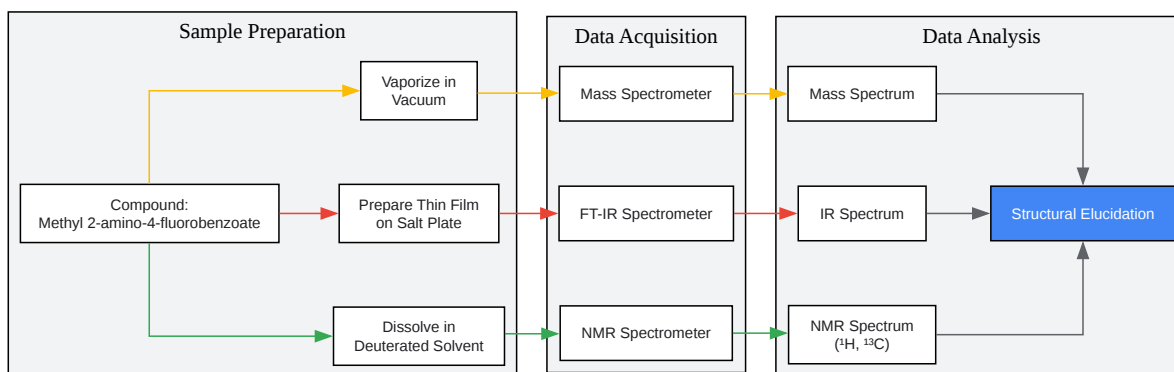 Sample Preparation
Data Acquisition
Data Analysis
Vaporize in
Vacuum
Mass Spectrometer
Mass Spectrum
Compound:
Methyl 2-amino-4-fluorobenzoate
Prepare Thin Film
on Salt Plate
FT-IR Spectrometer
IR Spectrum
Structural Elucidation
Dissolve in
Deuterated Solvent
NMR Spectrometer
NMR Spectrum
(¹H, ¹³C)